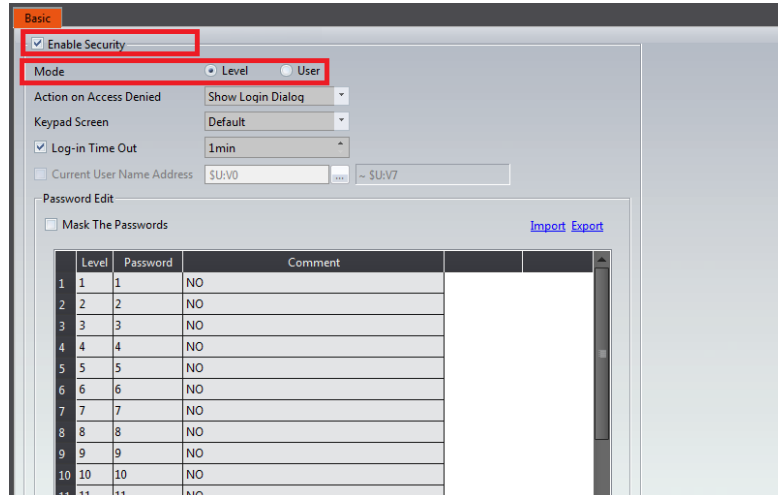 Basic
Enable Security
Mode Level User
Action on Access Denied Show Login Dialog
Keypad Screen Default
Log-in Time Out 1min
Current User Name Address $U:V0 ... ~ $U:V7
Password Edit
Mask The Passwords Import Export
Level Password Comment
1 1 1 NO
2 2 2 NO
3 3 3 NO
4 4 4 NO
5 5 5 NO
6 6 6 NO
7 7 7 NO
8 8 8 NO
9 9 9 NO
10 10 10 NO
11 11 11 NO